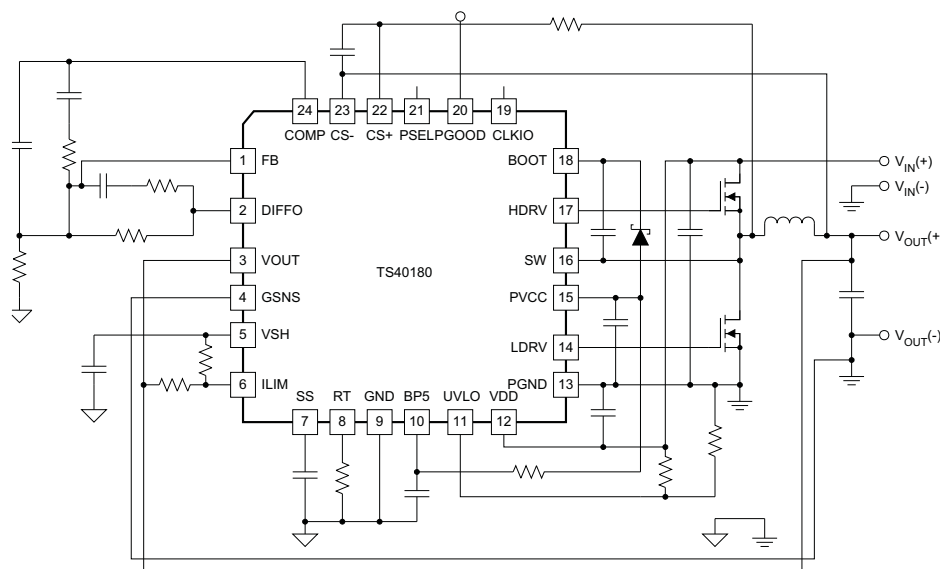 24 23 22 21 20 19
COMP CS- CS+ PSEL PGOOD CLKIO
1 FB
BOOT 18
2 DIFFO
HDRV 17
3 VOUT
SW 16
TS40180
4 GSNS
PVCC 15
5 VSH
LDRV 14
6 ILIM
PGND 13
SS RT GND BP5 UVLO VDD
7 8 9 10 11 12
VIN(+)
VIN(-)
VOUT(+
VOUT(-)